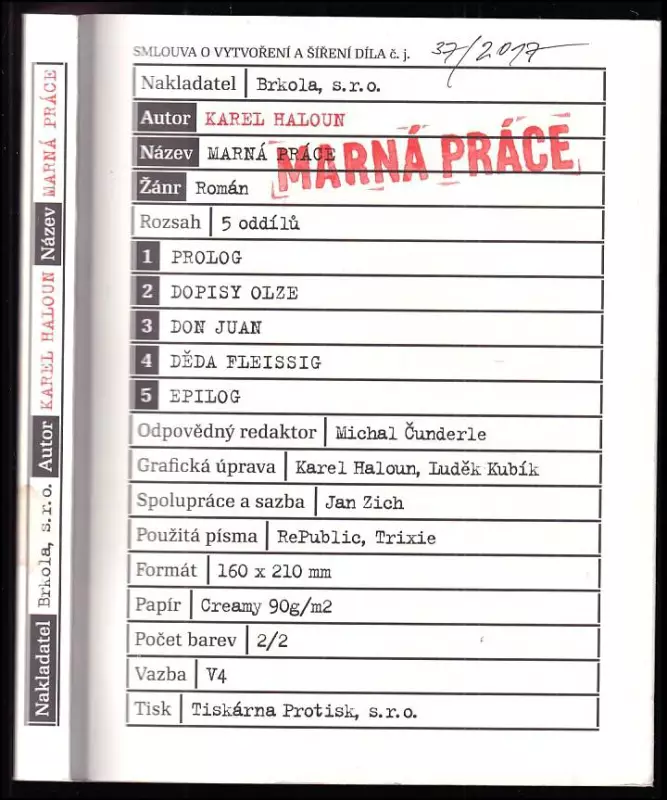 Nakladatel Brkola, s.r.o. Autor KAREL HALOUN Název MARNÁ PRÁCE
SMLOUVA O VYTVOŘENÍ A ŠÍŘENÍ DÍLA č. j. 37/2017
Nakladatel Brkola, s.r.o.
Autor KAREL HALOUN
Název MARNÁ PRÁCE
MARNÁ PRÁCE
Žánr Román
Rozsah 5 oddílů
1 PROLOG
2 DOPISY OLZE
3 DON JUAN
4 DĚDA FLEISSIG
5 EPILOG
Odpovědný redaktor Michal Čunderle
Grafická úprava Karel Haloun, Luděk Kubík
Spolupráce a sazba Jan Zich
Použitá písma RePublic, Trixie
Formát 160 x 210 mm
Papír Creamy 90g/m2
Počet barev 2/2
Vazba V4
Tisk Tiskárna Protisk, s.r.o.